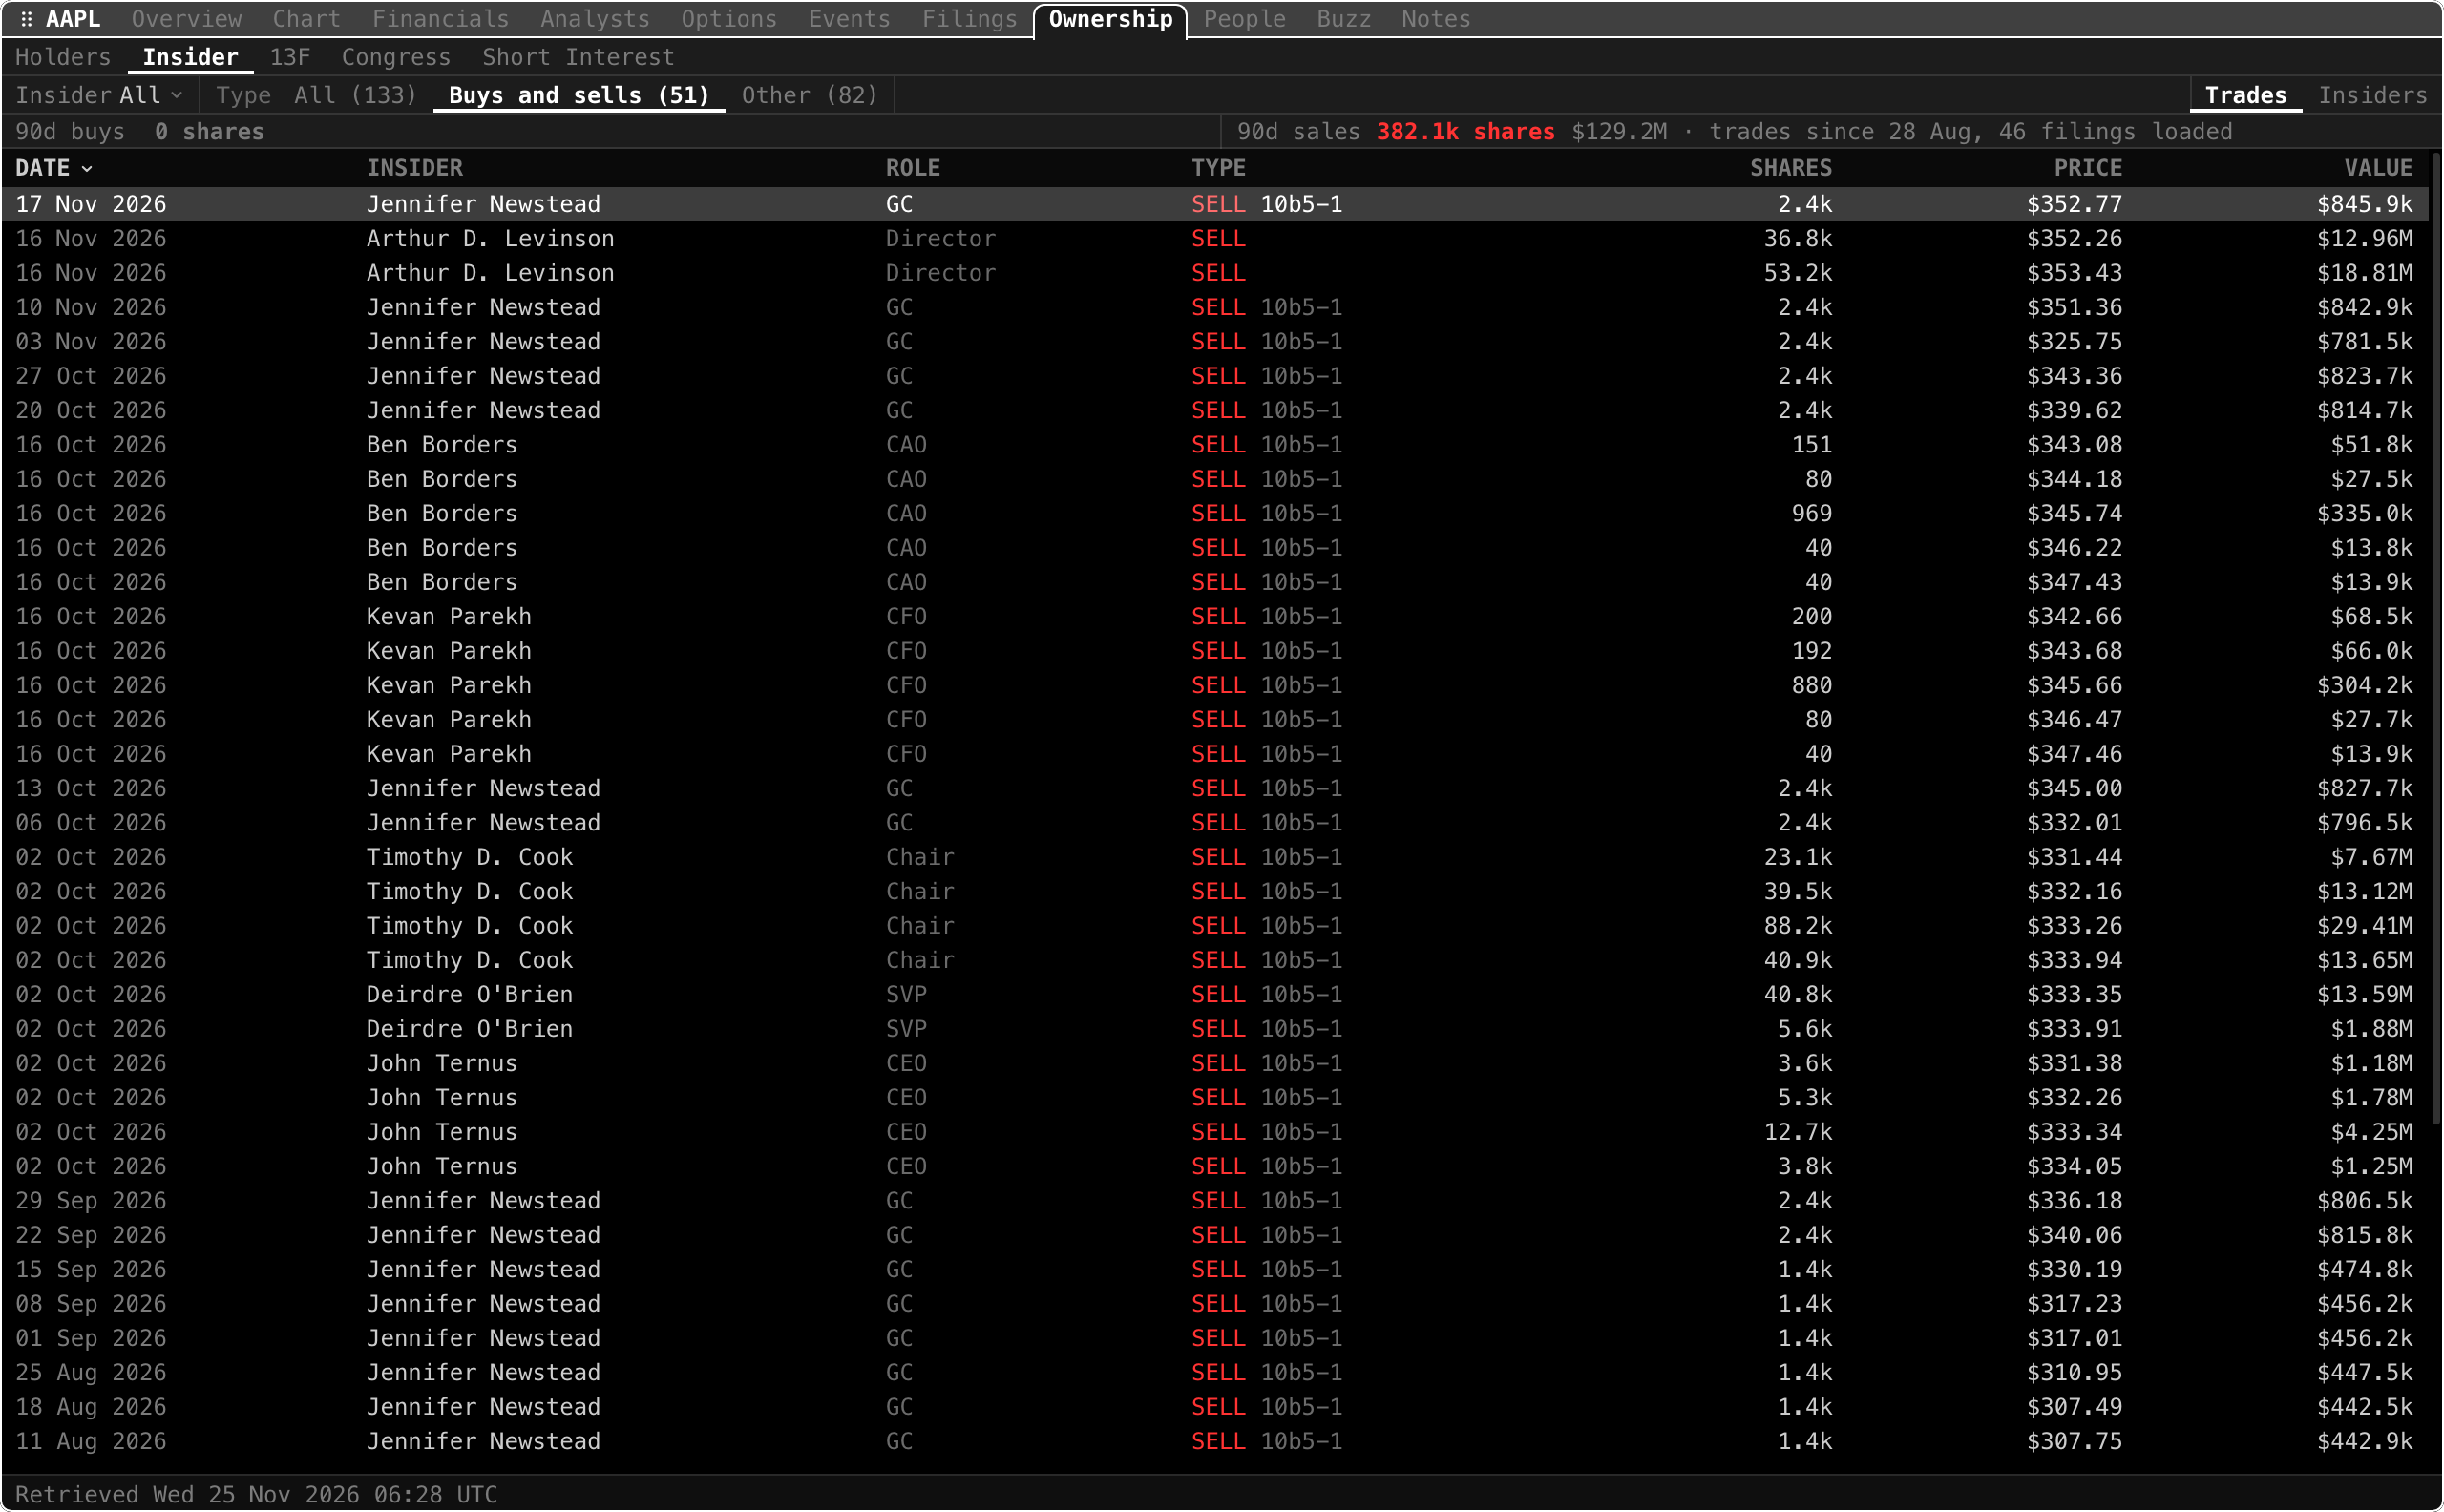 AAPL Overview Chart Financials Analysts Options Events Filings Ownership People Buzz Notes
Holders Insider 13F Congress Short Interest
Insider All Type All (133) Buys and sells (51) Other (82) Trades Insiders
90d buys 0 shares 90d sales 382.1k shares $129.2M · trades since 28 Aug, 46 filings loaded
DATE INSIDER ROLE TYPE SHARES PRICE VALUE
17 Nov 2026 Jennifer Newstead GC SELL 10b5-1 2.4k $352.77 $845.9k
16 Nov 2026 Arthur D. Levinson Director SELL 36.8k $352.26 $12.96M
16 Nov 2026 Arthur D. Levinson Director SELL 53.2k $353.43 $18.81M
10 Nov 2026 Jennifer Newstead GC SELL 10b5-1 2.4k $351.36 $842.9k
03 Nov 2026 Jennifer Newstead GC SELL 10b5-1 2.4k $325.75 $781.5k
27 Oct 2026 Jennifer Newstead GC SELL 10b5-1 2.4k $343.36 $823.7k
20 Oct 2026 Jennifer Newstead GC SELL 10b5-1 2.4k $339.62 $814.7k
16 Oct 2026 Ben Borders CAO SELL 10b5-1 151 $343.08 $51.8k
16 Oct 2026 Ben Borders CAO SELL 10b5-1 80 $344.18 $27.5k
16 Oct 2026 Ben Borders CAO SELL 10b5-1 969 $345.74 $335.0k
16 Oct 2026 Ben Borders CAO SELL 10b5-1 40 $346.22 $13.8k
16 Oct 2026 Ben Borders CAO SELL 10b5-1 40 $347.43 $13.9k
16 Oct 2026 Kevan Parekh CFO SELL 10b5-1 200 $342.66 $68.5k
16 Oct 2026 Kevan Parekh CFO SELL 10b5-1 192 $343.68 $66.0k
16 Oct 2026 Kevan Parekh CFO SELL 10b5-1 880 $345.66 $304.2k
16 Oct 2026 Kevan Parekh CFO SELL 10b5-1 80 $346.47 $27.7k
16 Oct 2026 Kevan Parekh CFO SELL 10b5-1 40 $347.46 $13.9k
13 Oct 2026 Jennifer Newstead GC SELL 10b5-1 2.4k $345.00 $827.7k
06 Oct 2026 Jennifer Newstead GC SELL 10b5-1 2.4k $332.01 $796.5k
02 Oct 2026 Timothy D. Cook Chair SELL 10b5-1 23.1k $331.44 $7.67M
02 Oct 2026 Timothy D. Cook Chair SELL 10b5-1 39.5k $332.16 $13.12M
02 Oct 2026 Timothy D. Cook Chair SELL 10b5-1 88.2k $333.26 $29.41M
02 Oct 2026 Timothy D. Cook Chair SELL 10b5-1 40.9k $333.94 $13.65M
02 Oct 2026 Deirdre O'Brien SVP SELL 10b5-1 40.8k $333.35 $13.59M
02 Oct 2026 Deirdre O'Brien SVP SELL 10b5-1 5.6k $333.91 $1.88M
02 Oct 2026 John Ternus CEO SELL 10b5-1 3.6k $331.38 $1.18M
02 Oct 2026 John Ternus CEO SELL 10b5-1 5.3k $332.26 $1.78M
02 Oct 2026 John Ternus CEO SELL 10b5-1 12.7k $333.34 $4.25M
02 Oct 2026 John Ternus CEO SELL 10b5-1 3.8k $334.05 $1.25M
29 Sep 2026 Jennifer Newstead GC SELL 10b5-1 2.4k $336.18 $806.5k
22 Sep 2026 Jennifer Newstead GC SELL 10b5-1 2.4k $340.06 $815.8k
15 Sep 2026 Jennifer Newstead GC SELL 10b5-1 1.4k $330.19 $474.8k
08 Sep 2026 Jennifer Newstead GC SELL 10b5-1 1.4k $317.23 $456.2k
01 Sep 2026 Jennifer Newstead GC SELL 10b5-1 1.4k $317.01 $456.2k
25 Aug 2026 Jennifer Newstead GC SELL 10b5-1 1.4k $310.95 $447.5k
18 Aug 2026 Jennifer Newstead GC SELL 10b5-1 1.4k $307.49 $442.5k
11 Aug 2026 Jennifer Newstead GC SELL 10b5-1 1.4k $307.75 $442.9k
Retrieved Wed 25 Nov 2026 06:28 UTC